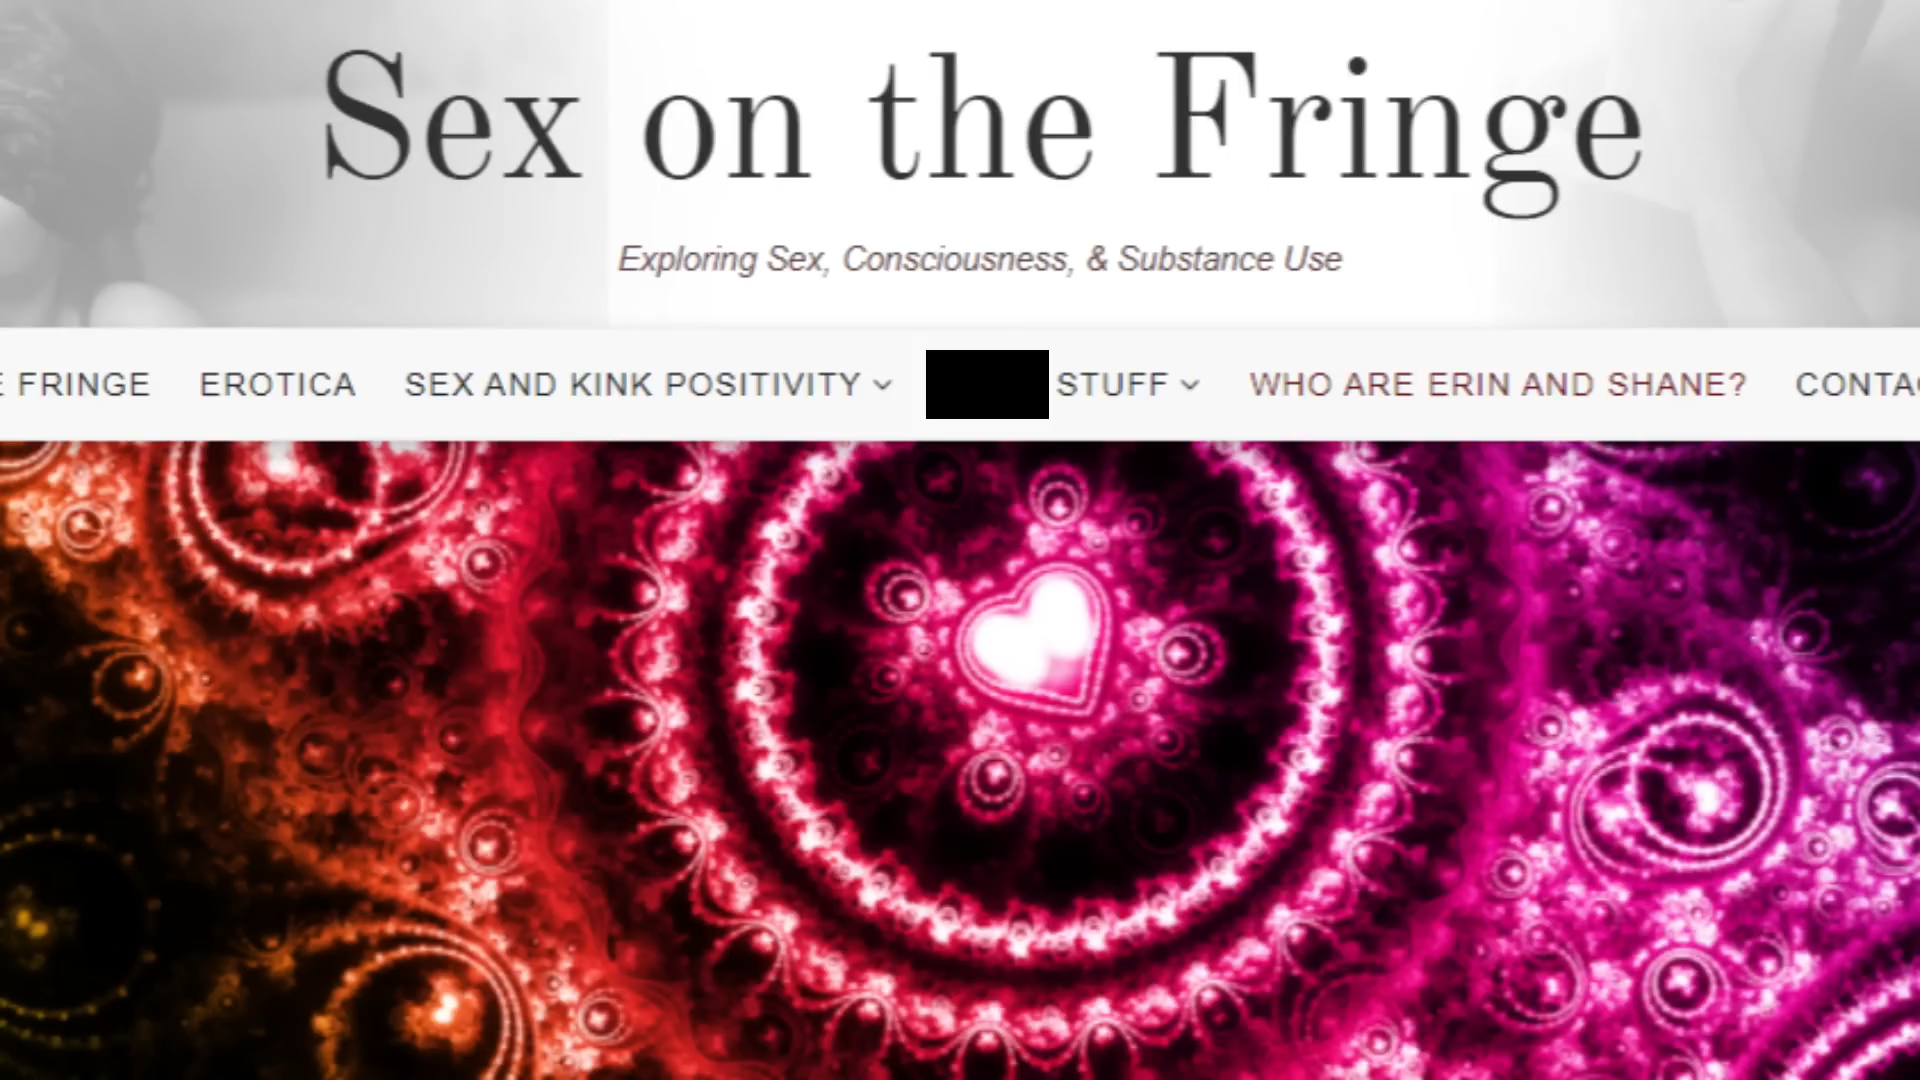 Sex on the Fringe
Exploring Sex, Consciousness, & Substance Use
FRINGE EROTICA SEX AND KINK POSITIVITY STUFF WHO ARE ERIN AND SHANE?